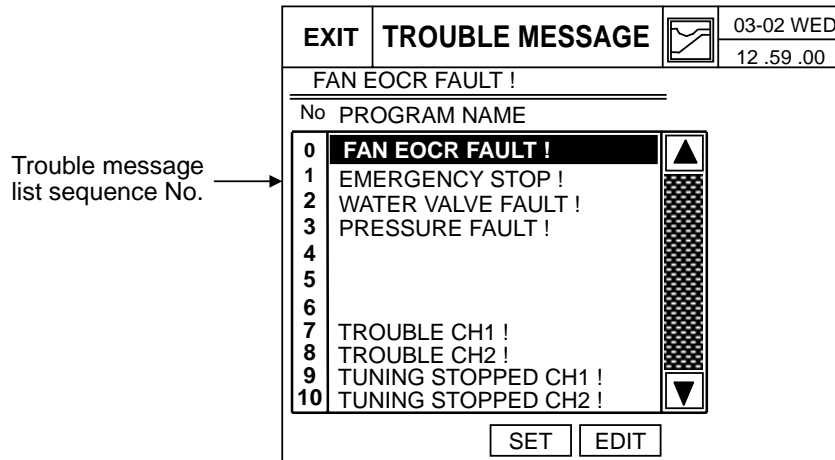 EXIT TROUBLE MESSAGE 03-02 WED
12 .59 .00
FAN EOCR FAULT !
No PROGRAM NAME
Trouble message
list sequence No.
0 FAN EOCR FAULT !
1 EMERGENCY STOP !
2 WATER VALVE FAULT !
3 PRESSURE FAULT !
4
5
6
7 TROUBLE CH1 !
8 TROUBLE CH2 !
9 TUNING STOPPED CH1 !
10 TUNING STOPPED CH2 !
SET EDIT